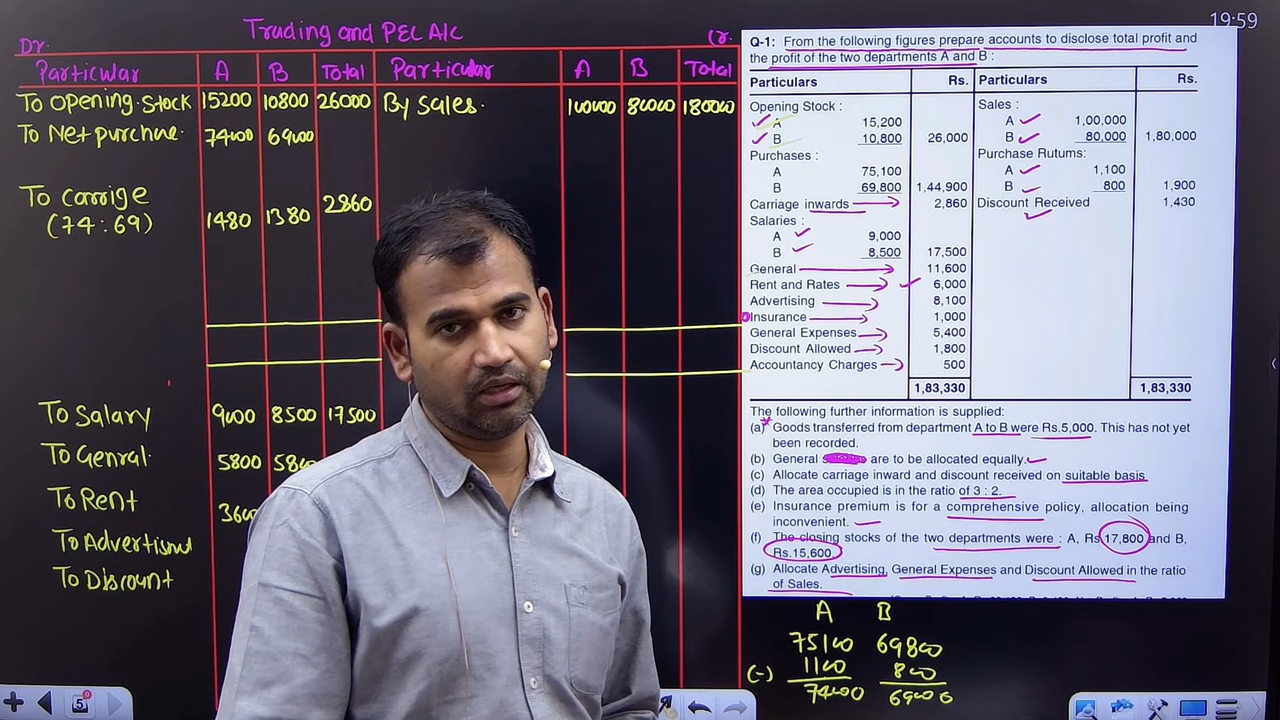 19:59
Trading and P&L A/C
Dr.
Cr.
Particular A B Total Particular A B Total
To Opening.Stock 15200 10800 26000 By Sales. 100000 80000 180000
To Net purchase. 74000 69000
To Carrige 1480 1380 2860
(74:69)
To Salary 9000 8500 17500
To Genral. 5800 5800
To Rent
To Advertisment
To Discount
Q-1: From the following figures prepare accounts to disclose total profit and
the profit of the two departments A and B :
Particulars Rs. Particulars Rs.
Opening Stock : Sales :
A 15,200 A 1,00,000
B 10,800 26,000 B 80,000 1,80,000
Purchases : Purchase Ruturns:
A 75,100 A 1,100
B 69,800 1,44,900 B 800 1,900
Carriage inwards 2,860 Discount Received 1,430
Salaries :
A 9,000
B 8,500 17,500
General 11,600
Rent and Rates 6,000
Advertising 8,100
Insurance 1,000
General Expenses 5,400
Discount Allowed 1,800
Accountancy Charges 500
1,83,330 1,83,330
The following further information is supplied:
(a) Goods transferred from department A to B were Rs.5,000. This has not yet
been recorded.
(b) General are to be allocated equally.
(c) Allocate carriage inward and discount received on suitable basis.
(d) The area occupied is in the ratio of 3 : 2.
(e) Insurance premium is for a comprehensive policy, allocation being
inconvenient.
(f) The closing stocks of the two departments were : A, Rs.17,800 and B,
Rs.15,600.
(g) Allocate Advertising, General Expenses and Discount Allowed in the ratio
of Sales.
A B
75100 69800
(-) 1100 800
74000 69000
5